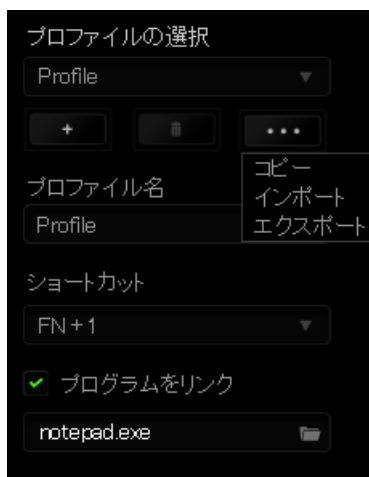 プロファイルの選択
Profile
+
...
コピー
インポート
エクスポート
プロファイル名
Profile
ショートカット
FN+1
プログラムをリンク
notepad.exe